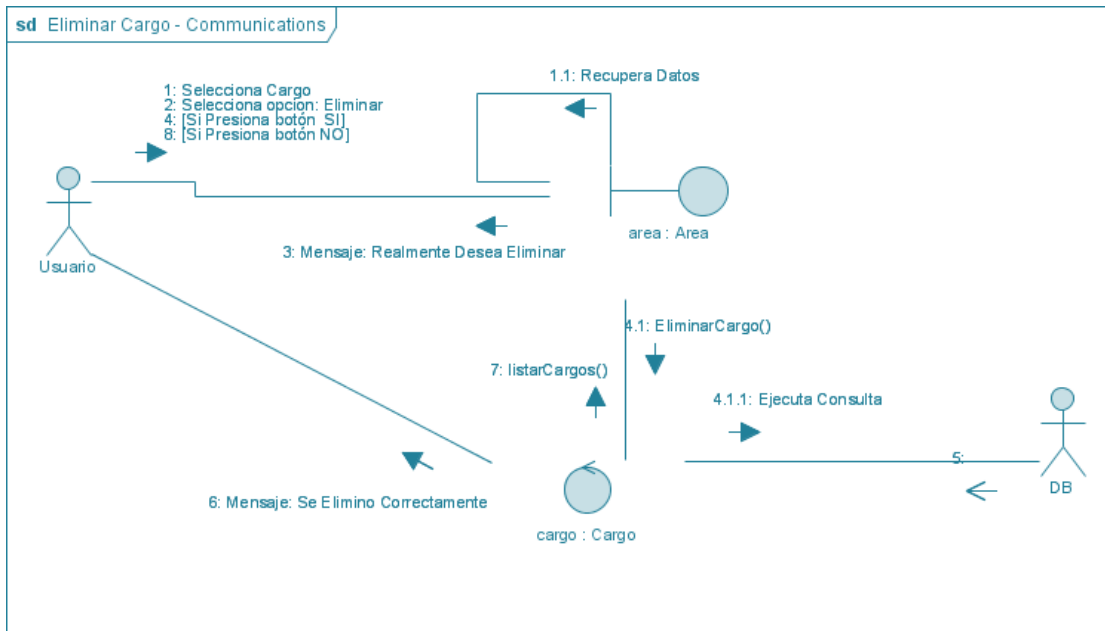 sd Eliminar Cargo - Communications
1.1: Recupera Datos
1: Selecciona Cargo
2: Selecciona opcion: Eliminar
4: [Si Presiona botón SI]
8: [Si Presiona botón NO]
area : Area
3: Mensaje: Realmente Desea Eliminar
Usuario
4.1: EliminarCargo()
7: listarCargos()
4.1.1: Ejecuta Consulta
5:
6: Mensaje: Se Elimino Correctamente
DB
cargo : Cargo